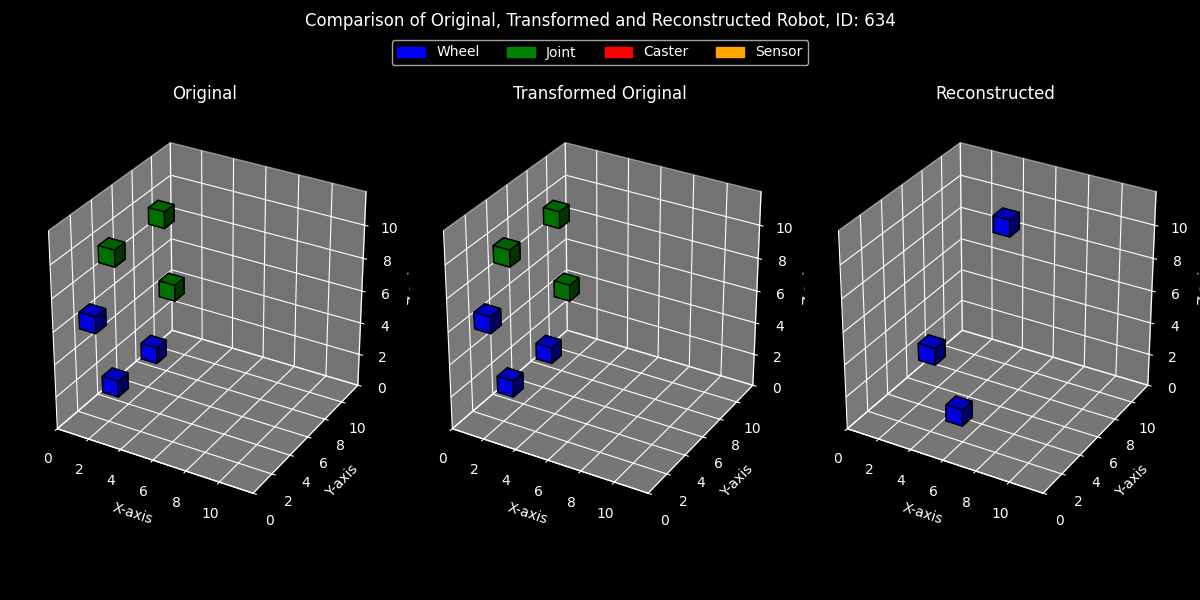 Comparison of Original, Transformed and Reconstructed Robot, ID: 634
Wheel Joint Caster Sensor
Original Transformed Original Reconstructed
0 2 4 6 8 10
X-axis
0 2 4 6 8 10
Y-axis
0 2 4 6 8 10
0 2 4 6 8 10
X-axis
0 2 4 6 8 10
Y-axis
0 2 4 6 8 10
0 2 4 6 8 10
X-axis
0 2 4 6 8 10
Y-axis
0 2 4 6 8 10